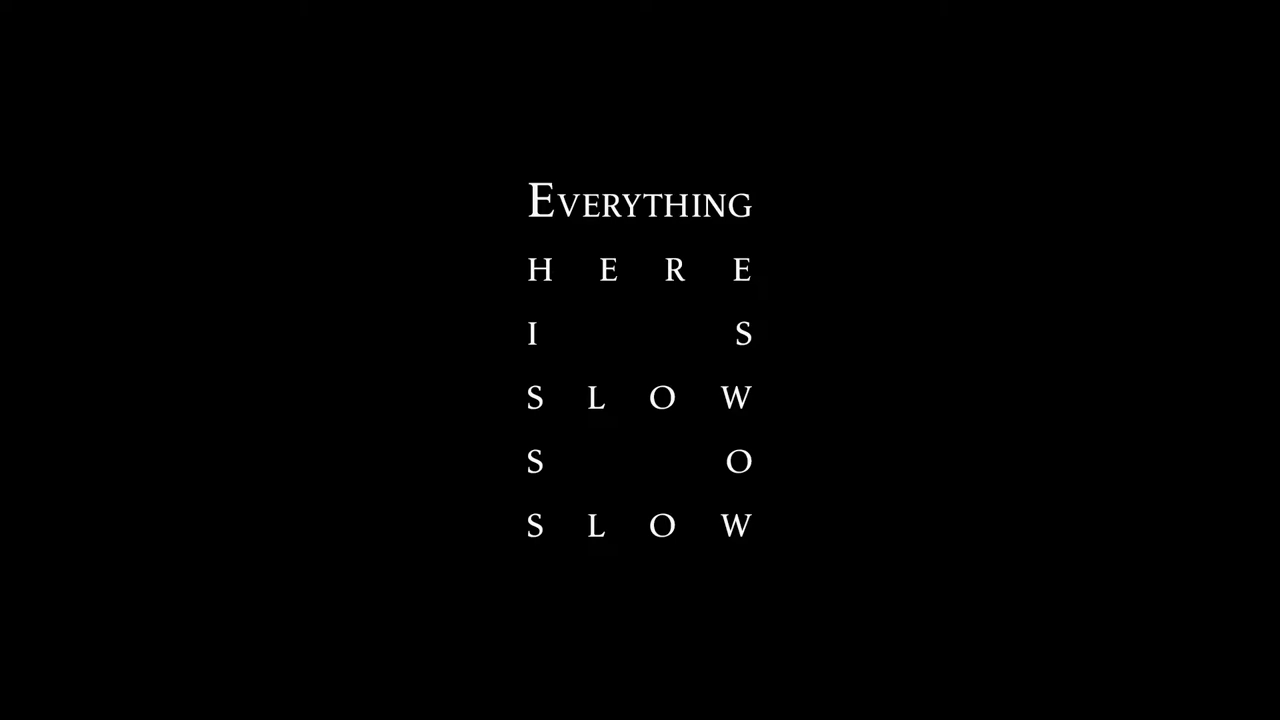 EVERYTHING
H E R E
I S
S L O W
S O
S L O W